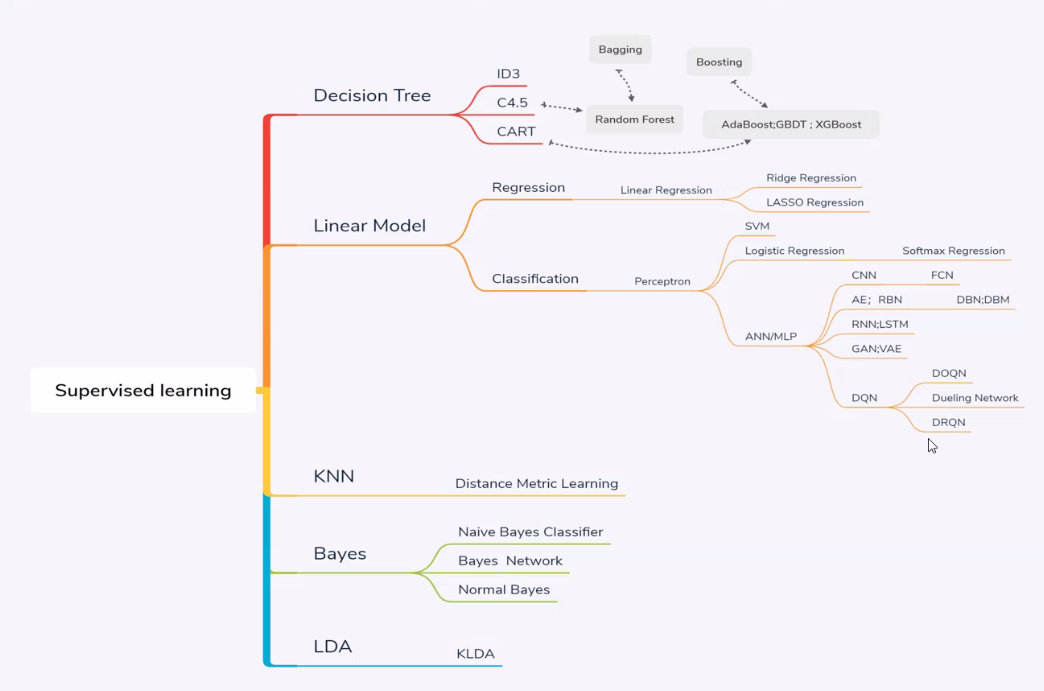 Supervised learning
Decision Tree
ID3
C4.5
CART
Bagging
Random Forest
Boosting
AdaBoost;GBDT ; XGBoost
Linear Model
Regression
Linear Regression
Ridge Regression
LASSO Regression
Classification
Perceptron
SVM
Logistic Regression
Softmax Regression
ANN/MLP
CNN
FCN
AE; RBN
DBN;DBM
RNN;LSTM
GAN;VAE
DQN
DOQN
Dueling Network
DRQN
KNN
Distance Metric Learning
Bayes
Naive Bayes Classifier
Bayes Network
Normal Bayes
LDA
KLDA